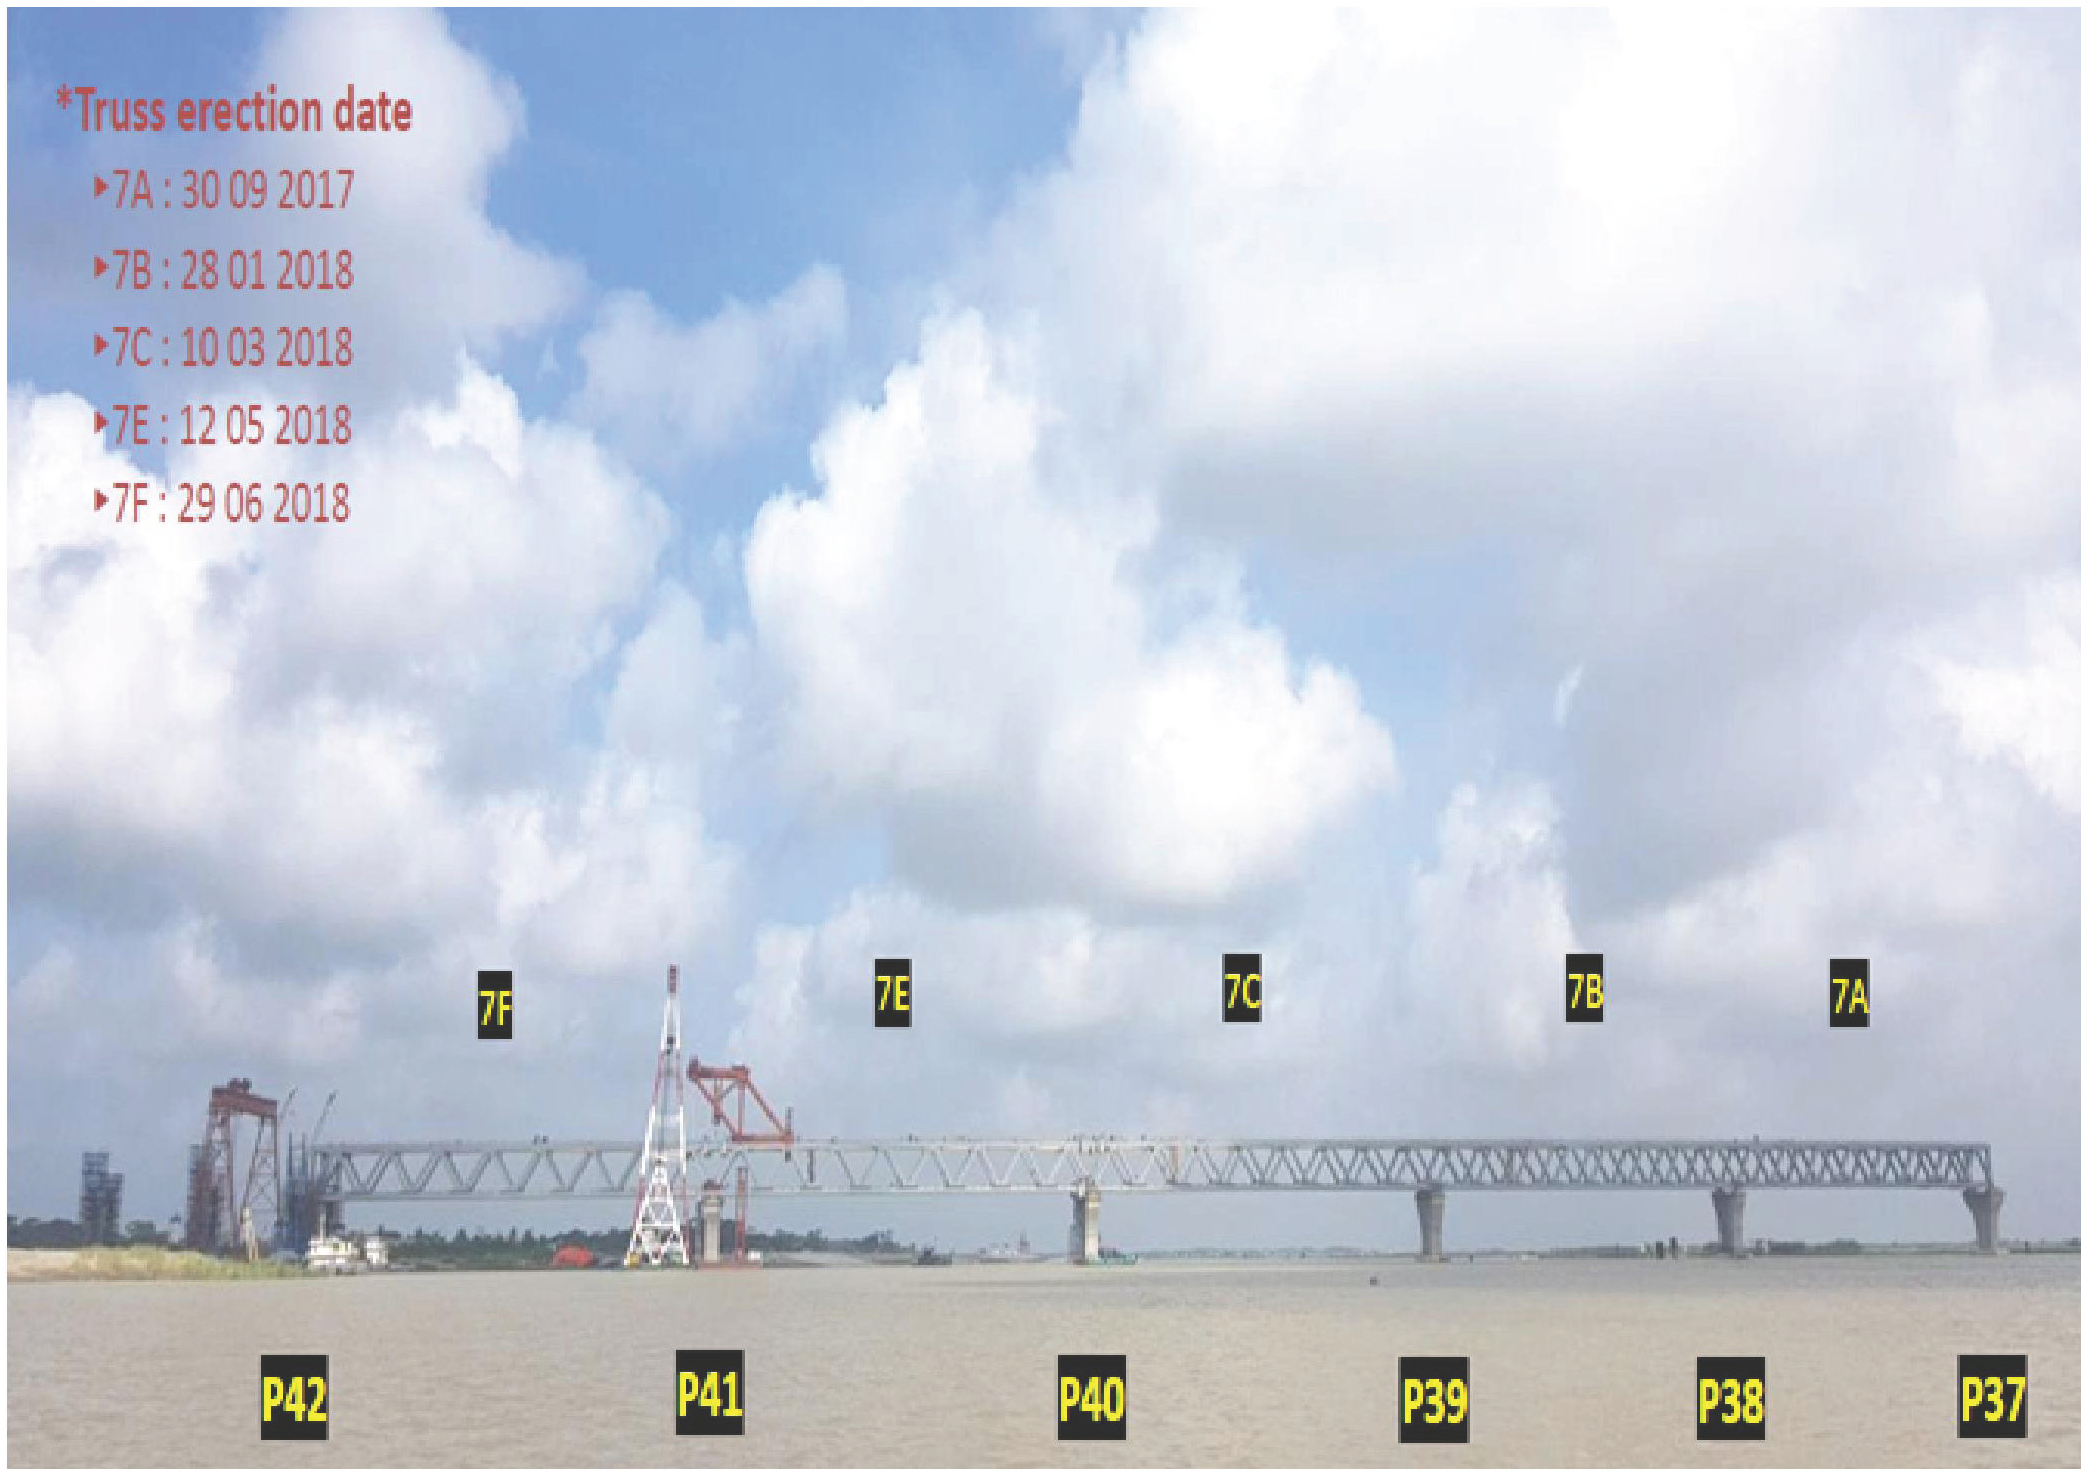 *Truss erection date
▶7A : 30 09 2017
▶7B : 28 01 2018
▶7C : 10 03 2018
▶7E : 12 05 2018
▶7F : 29 06 2018
7F 7E 7C 7B 7A
P42 P41 P40 P39 P38 P37